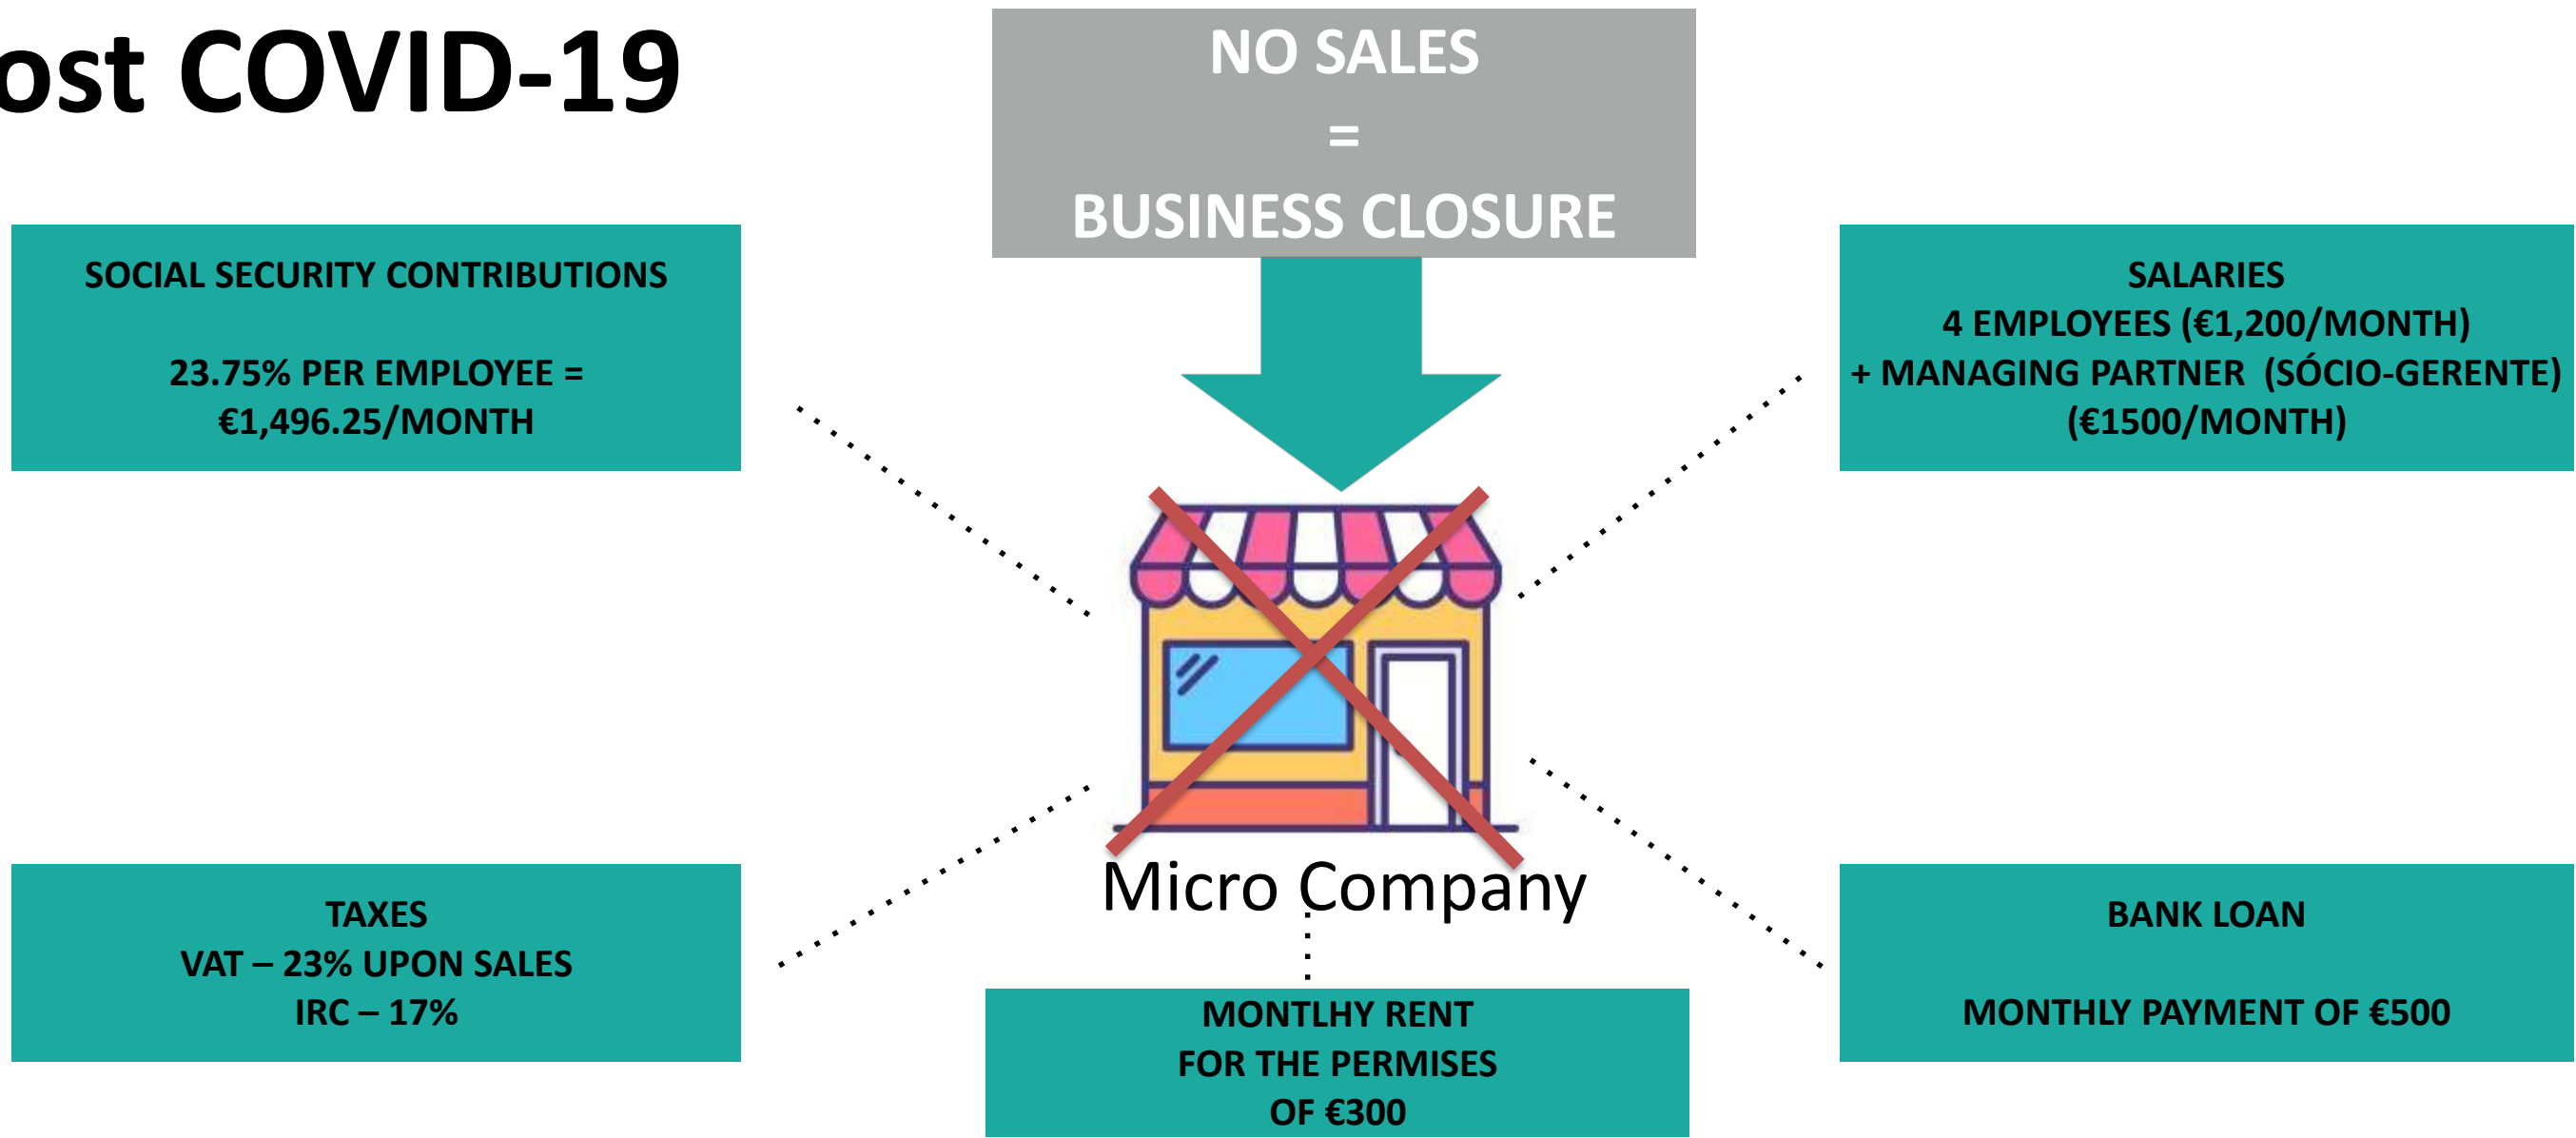 ost COVID-19
NO SALES
=
BUSINESS CLOSURE
SOCIAL SECURITY CONTRIBUTIONS
23.75% PER EMPLOYEE =
€1,496.25/MONTH
SALARIES
4 EMPLOYEES (€1,200/MONTH)
+ MANAGING PARTNER (SÓCIO-GERENTE)
(€1500/MONTH)
Micro Company
TAXES
VAT – 23% UPON SALES
IRC – 17%
MONTLHY RENT
FOR THE PERMISES
OF €300
BANK LOAN
MONTHLY PAYMENT OF €500